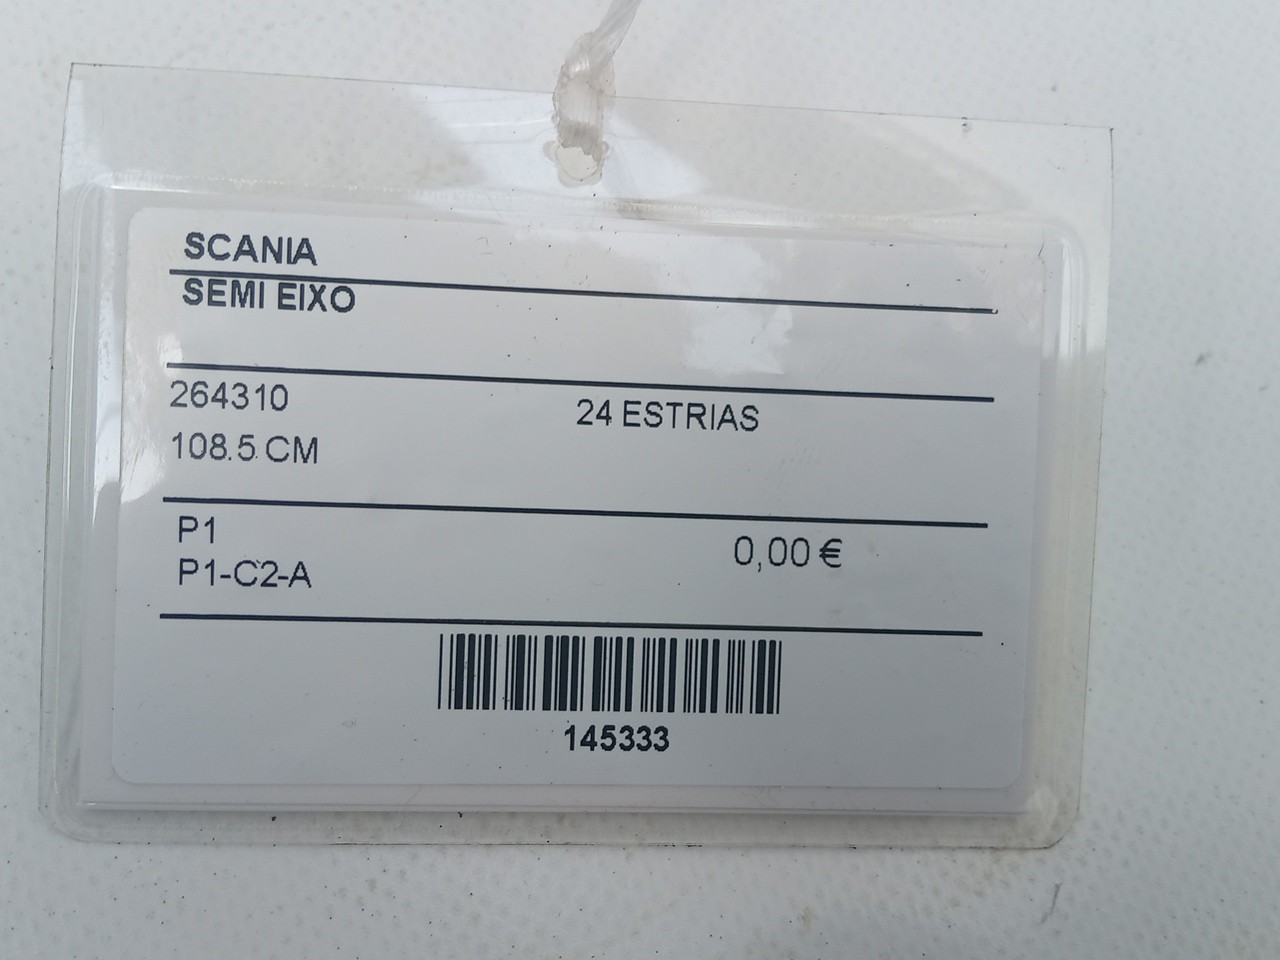 SCANIA
SEMI EIXO
264310 24 ESTRIAS
108.5 CM
P1 0,00 €
P1-C2-A
145333